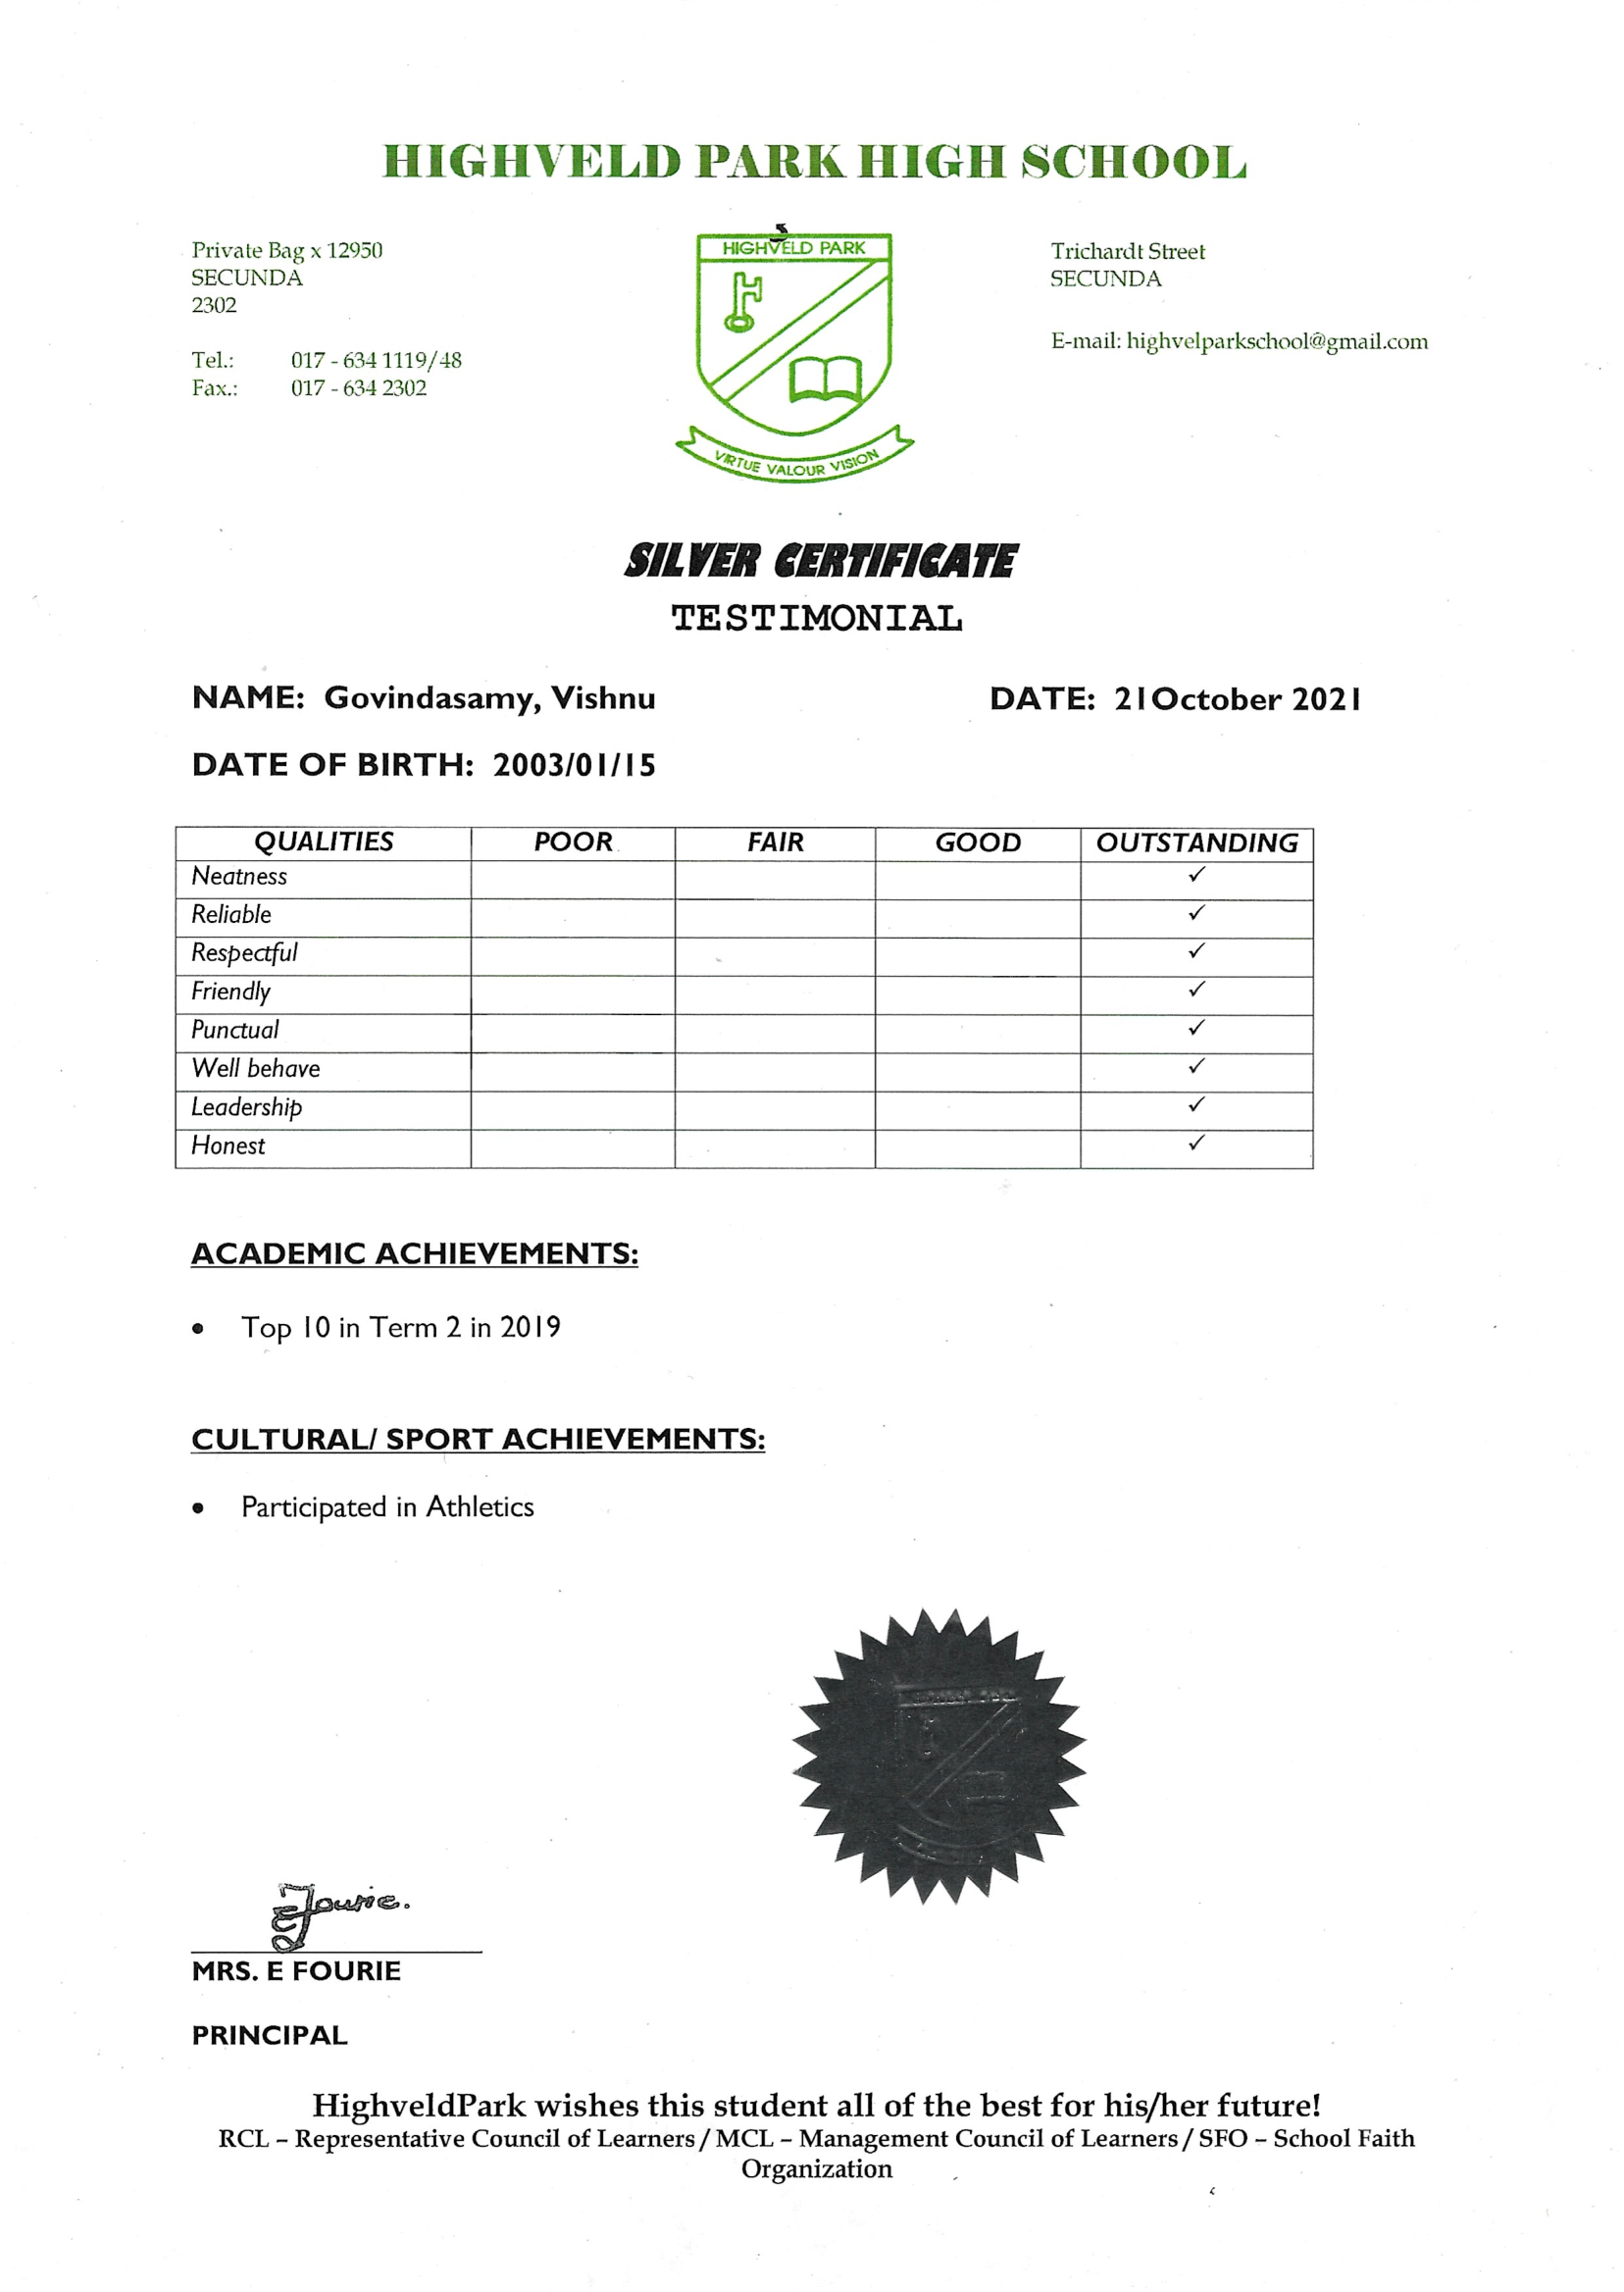 HIGHVELD PARK HIGH SCHOOL
Private Bag x 12950
SECUNDA
2302
Tel.: 017 - 634 1119/48
Fax.: 017 - 634 2302
HIGHVELD PARK
VIRTUE VALOUR VISION
Trichardt Street
SECUNDA
E-mail: highvelparkschool@gmail.com
SILVER CERTIFICATE
TESTIMONIAL
NAME: Govindasamy, Vishnu DATE: 21October 2021
DATE OF BIRTH: 2003/01/15
QUALITIES POOR FAIR GOOD OUTSTANDING
Neatness ✓
Reliable ✓
Respectful ✓
Friendly ✓
Punctual ✓
Well behave ✓
Leadership ✓
Honest ✓
ACADEMIC ACHIEVEMENTS:
• Top 10 in Term 2 in 2019
CULTURAL/ SPORT ACHIEVEMENTS:
• Participated in Athletics
EFourie.
MRS. E FOURIE
PRINCIPAL
HighveldPark wishes this student all of the best for his/her future!
RCL – Representative Council of Learners / MCL – Management Council of Learners / SFO – School Faith
Organization